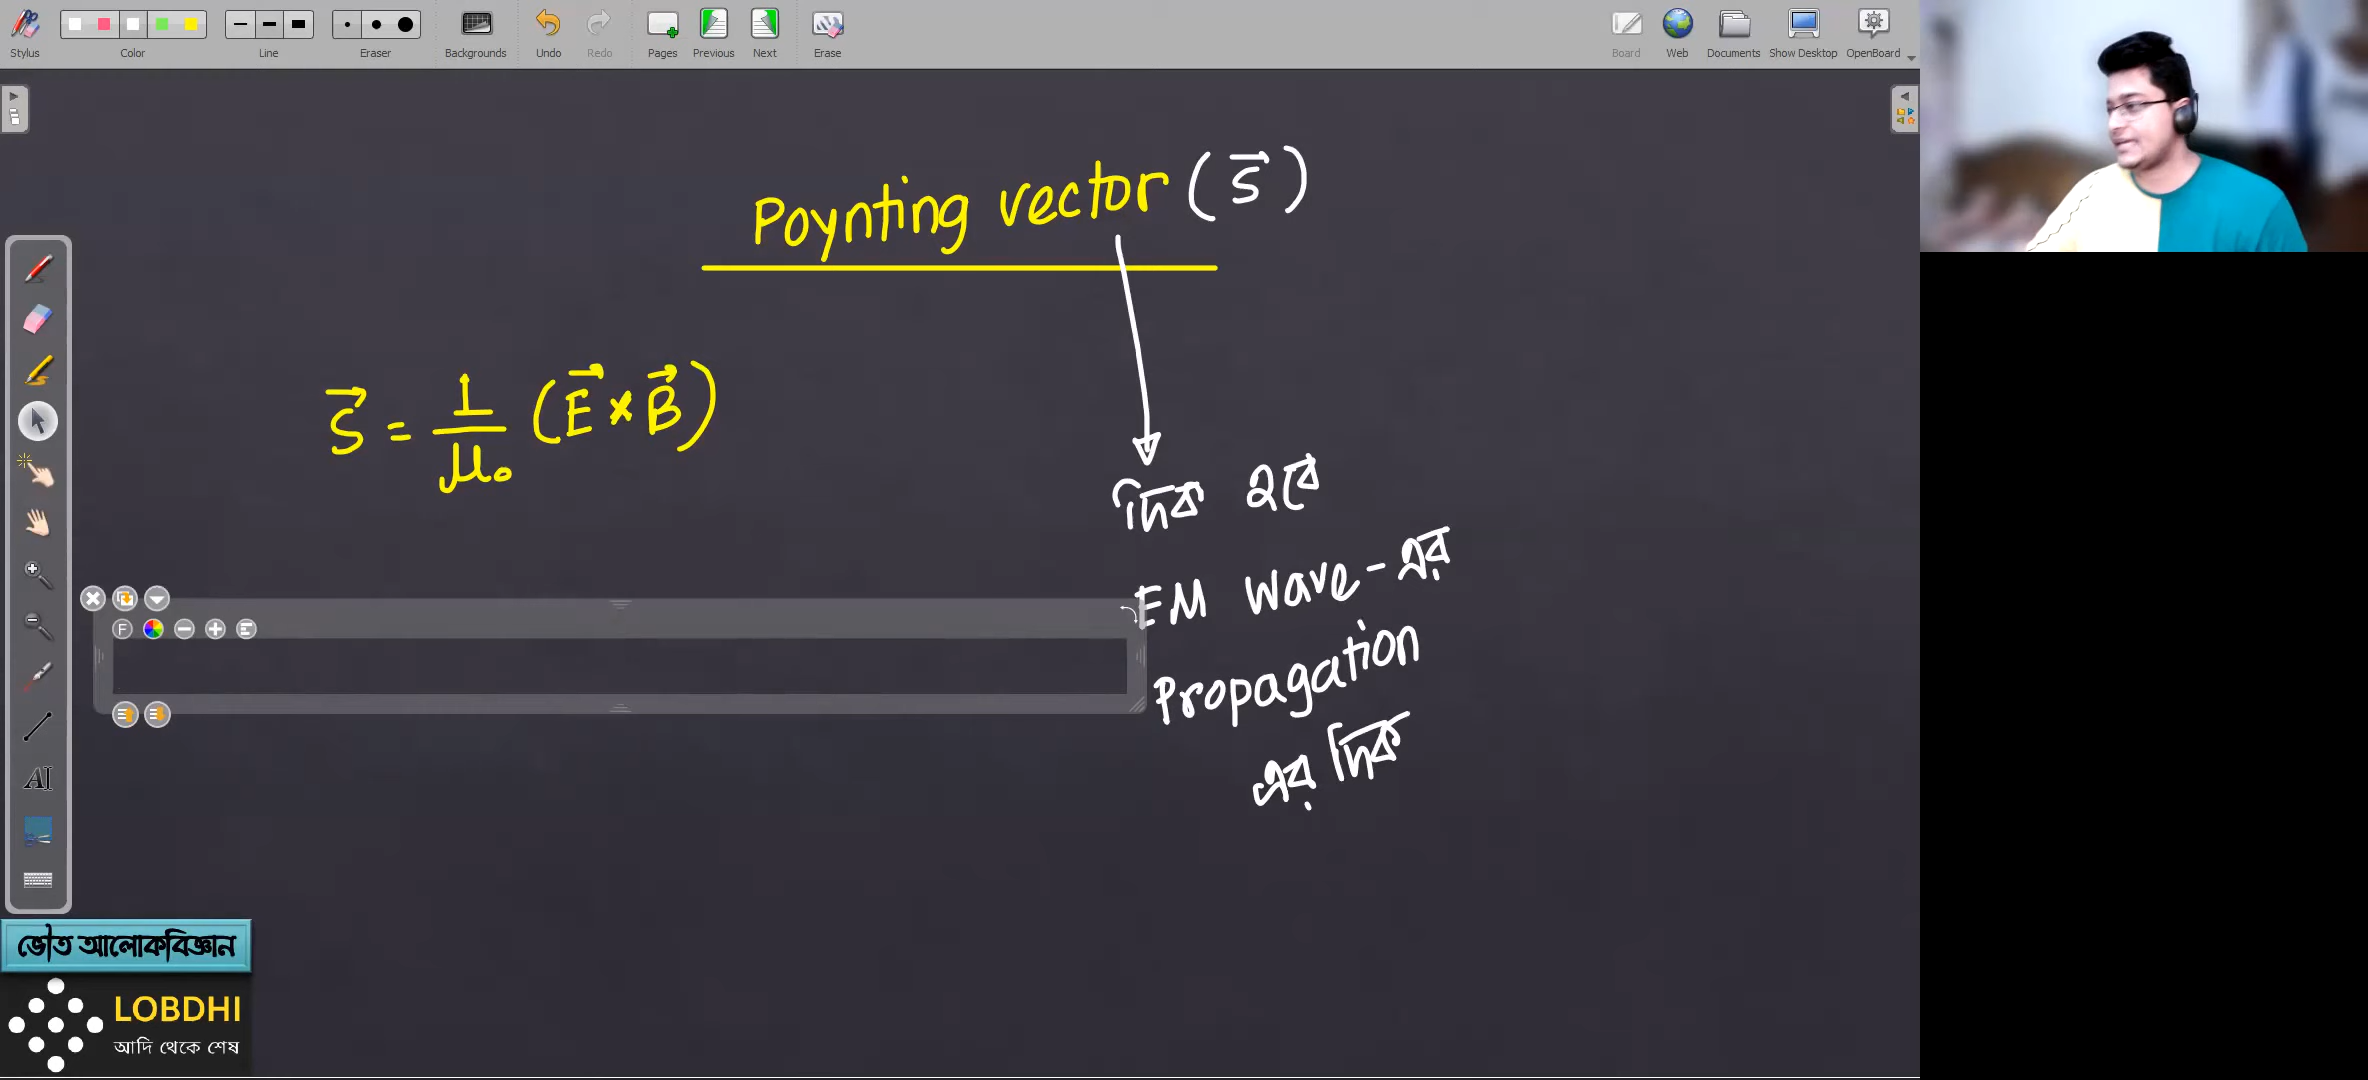 Stylus
Color
Line
Eraser
Backgrounds
Undo
Redo
Pages
Previous
Next
Erase
Board
Web
Documents
Show Desktop
OpenBoard
Poynting vector (S⃗)
S⃗ = 1/μ₀ (E⃗ × B⃗)
দিক হবে
EM Wave-এর
Propagation
এর দিক
F
AI
ভৌত আলোকবিজ্ঞান
LOBDHI
আদি থেকে শেষ